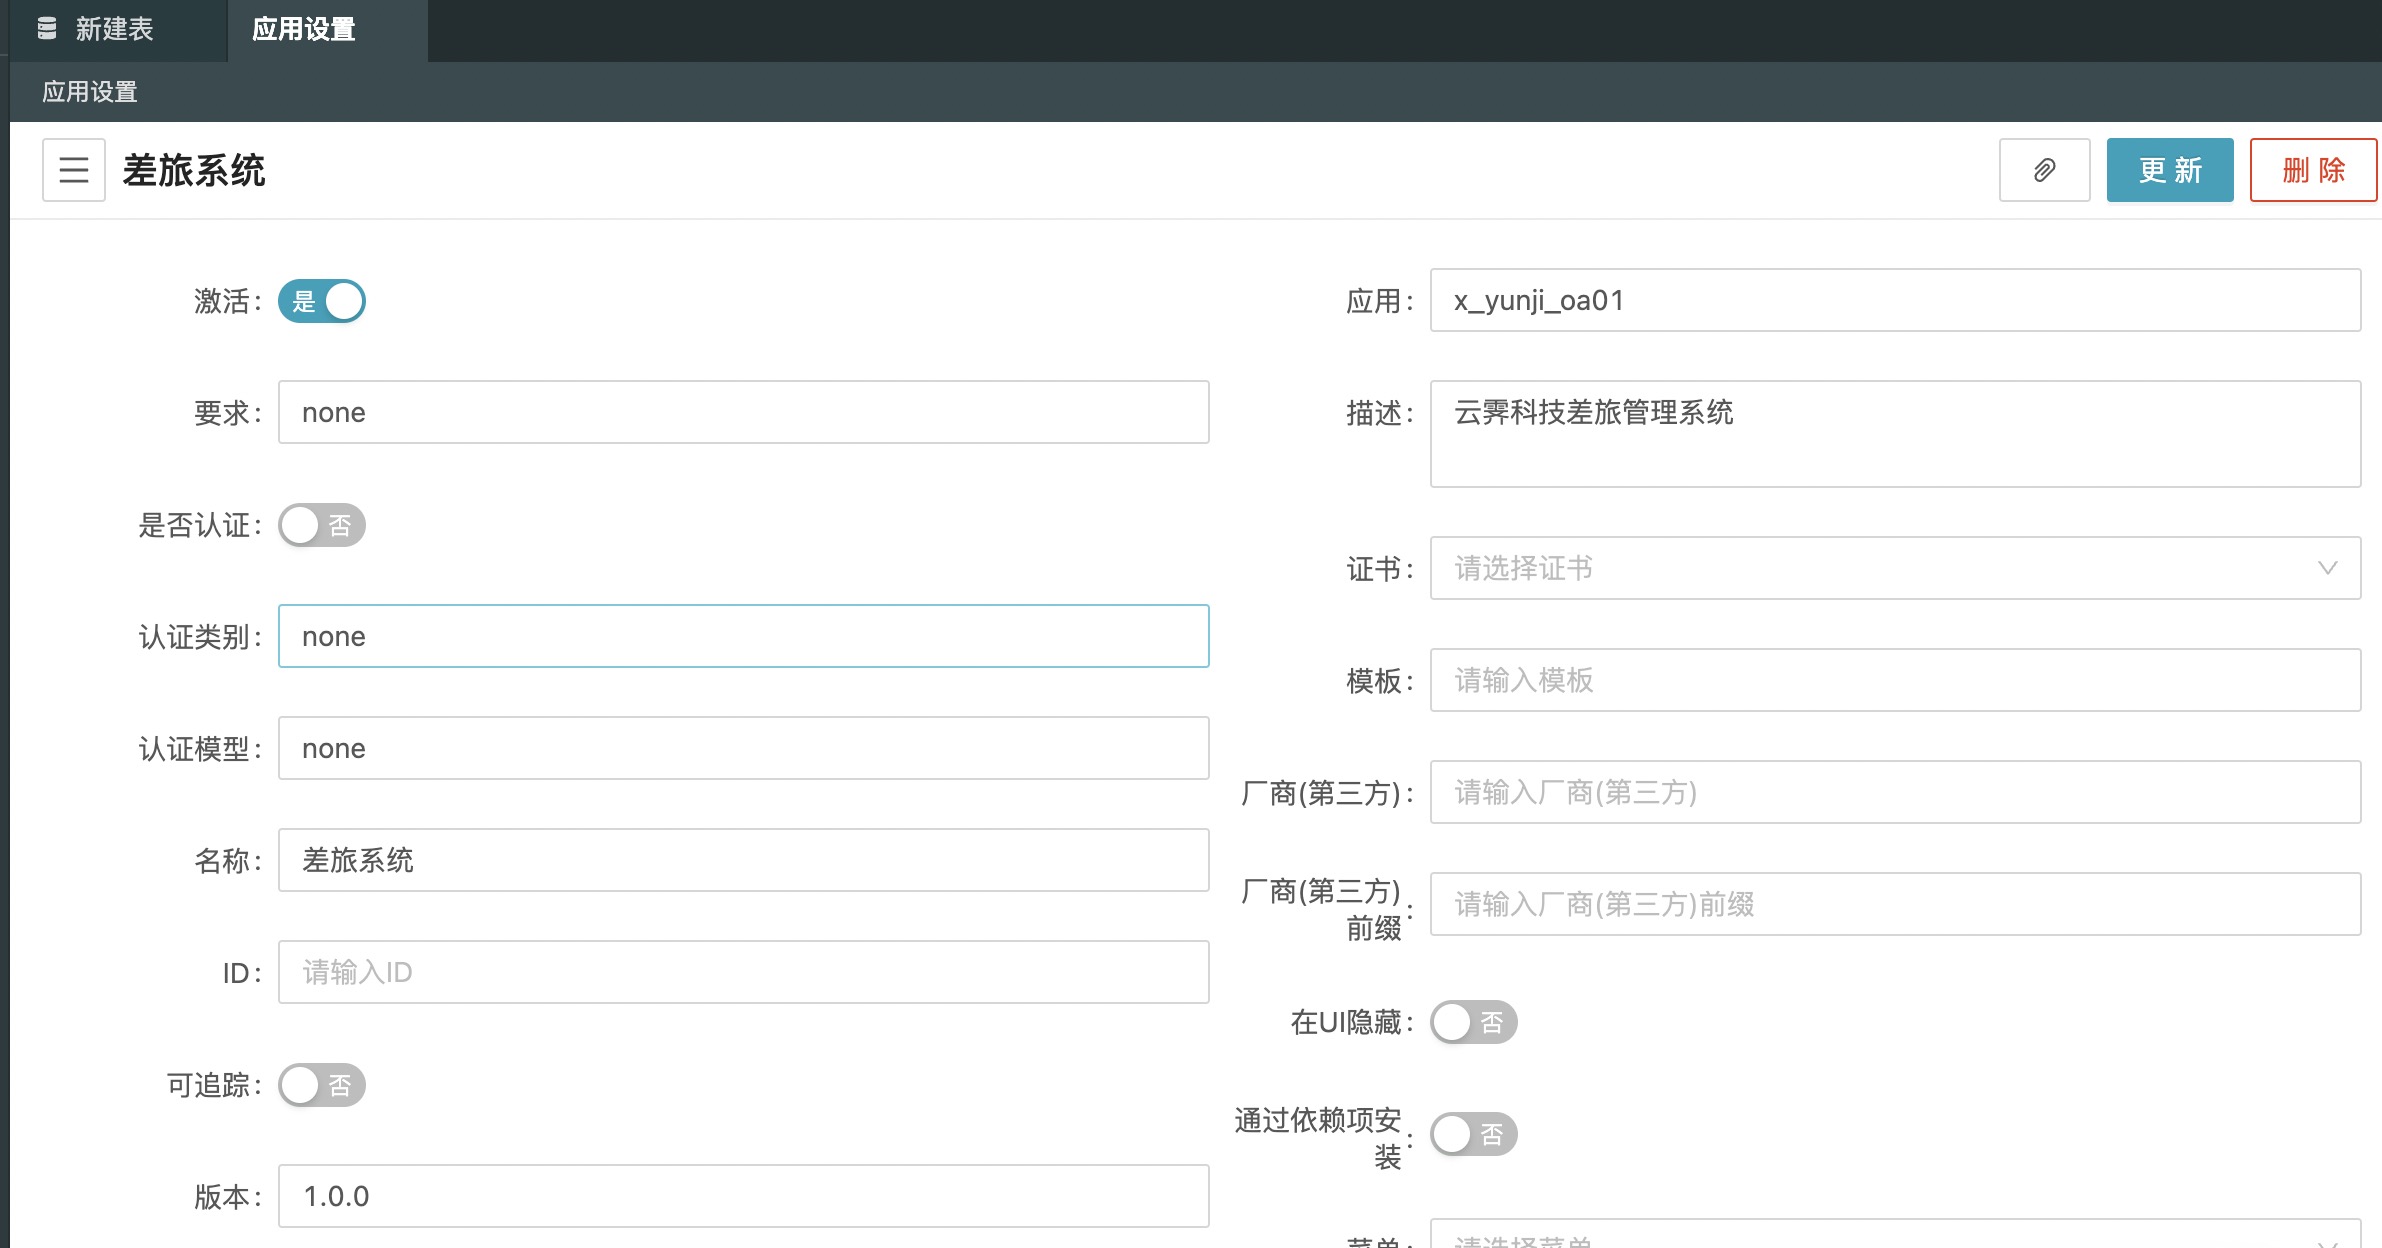 新建表
应用设置
应用设置
差旅系统
更 新
删 除
激活:
是
应用:
x_yunji_oa01
要求:
none
描述:
云霁科技差旅管理系统
是否认证:
否
证书:
请选择证书
认证类别:
none
模板:
请输入模板
认证模型:
none
厂商(第三方):
请输入厂商(第三方)
名称:
差旅系统
厂商(第三方)
前缀:
请输入厂商(第三方)前缀
ID:
请输入ID
在UI隐藏:
否
可追踪:
否
通过依赖项安
装:
否
版本:
1.0.0
菜单:
请选择菜单